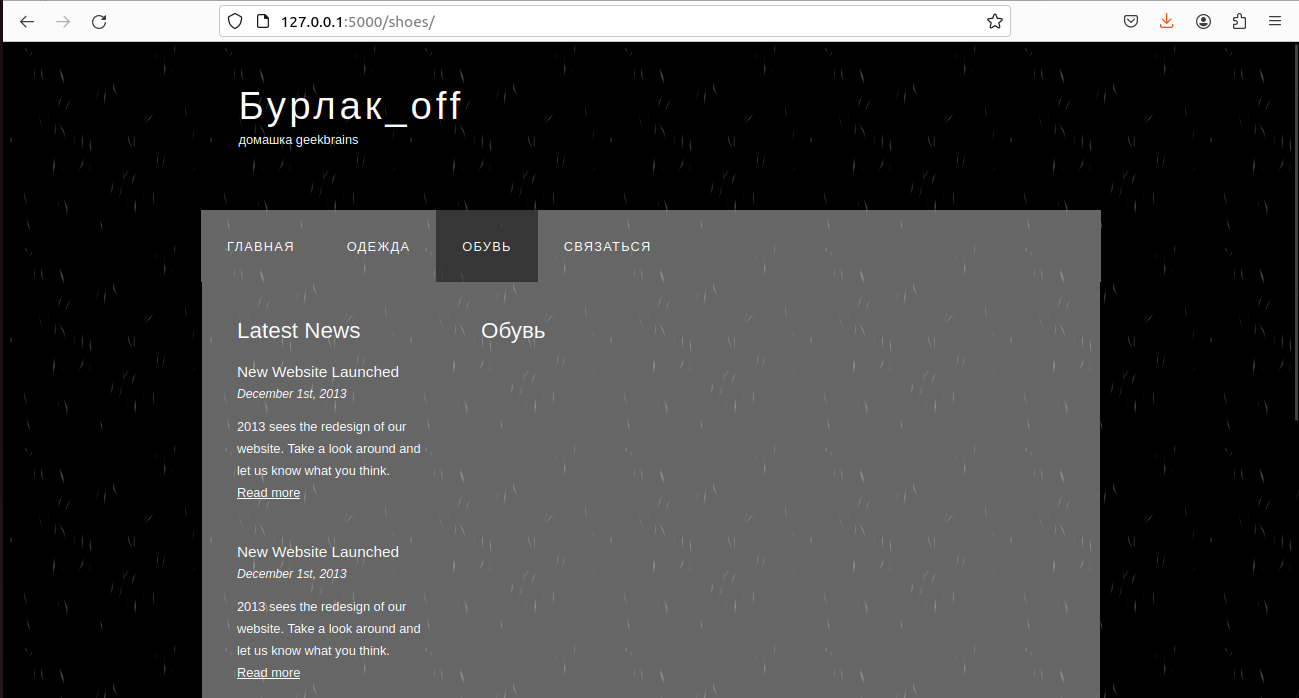 127.0.0.1:5000/shoes/
Бурлак_off
домашка geekbrains
ГЛАВНАЯ ОДЕЖДА ОБУВЬ СВЯЗАТЬСЯ
Latest News
Обувь
New Website Launched
December 1st, 2013
2013 sees the redesign of our
website. Take a look around and
let us know what you think.
Read more
New Website Launched
December 1st, 2013
2013 sees the redesign of our
website. Take a look around and
let us know what you think.
Read more